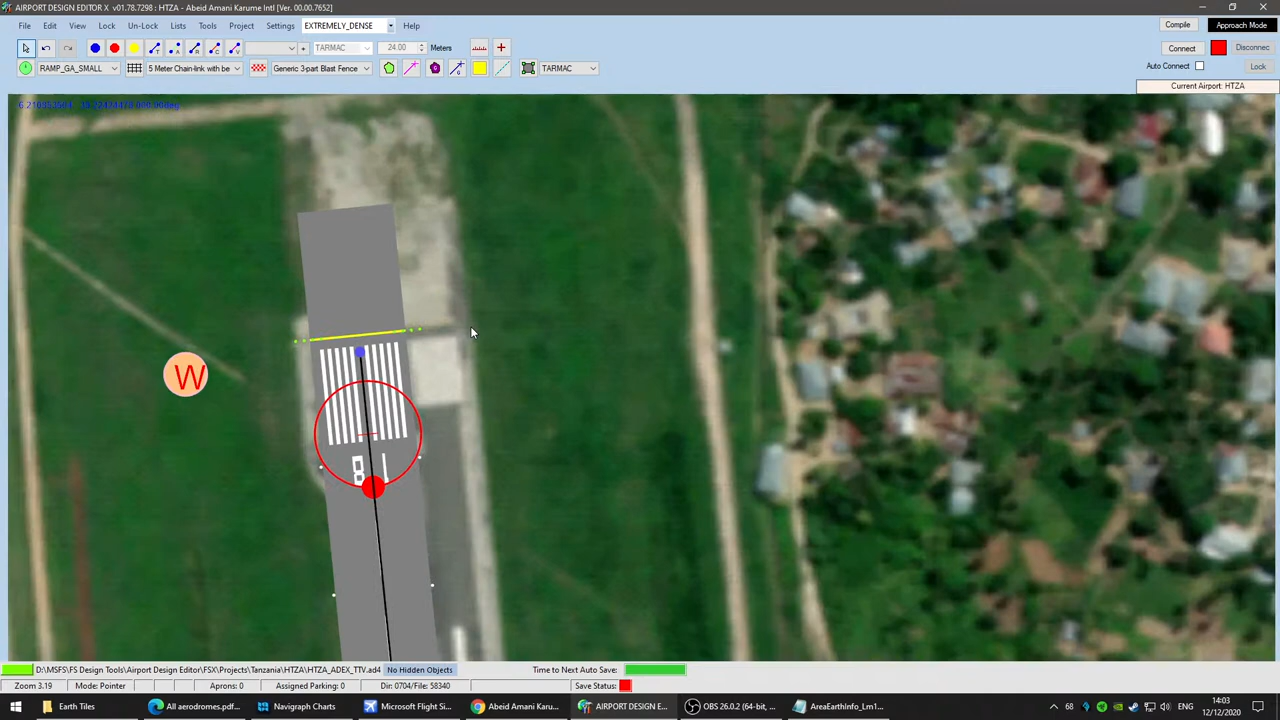 AIRPORT DESIGN EDITOR X v01.78.7298 : HTZA - Abeid Amani Karume Intl [Ver. 00.00.7652]
File Edit View Lock Un-Lock Lists Tools Project Settings EXTREMELY_DENSE Help
Compile Approach Mode
TARMAC 24.00 Meters
Connect Disconnec
Auto Connect Lock
RAMP_GA_SMALL 5 Meter Chain-link with be Generic 3-part Blast Fence TARMAC
Current Airport: HTZA
W
18
D:\MSFS\FS Design Tools\Airport Design Editor\FSX\Projects\Tanzania\HTZA\HTZA_ADEX_TTV.ad4 No Hidden Objects Time to Next Auto Save:
Zoom 3.19 Mode: Pointer Aprons: 0 Assigned Parking: 0 Dir: 0704/File: 58340 Save Status:
Earth Tiles All aerodromes.pdf... Navigraph Charts Microsoft Flight Si... Abeid Amani Karu... AIRPORT DESIGN E... OBS 26.0.2 (64-bit, ... AreaEarthInfo_Lm1... 68 ENG 14:03
12/12/2020